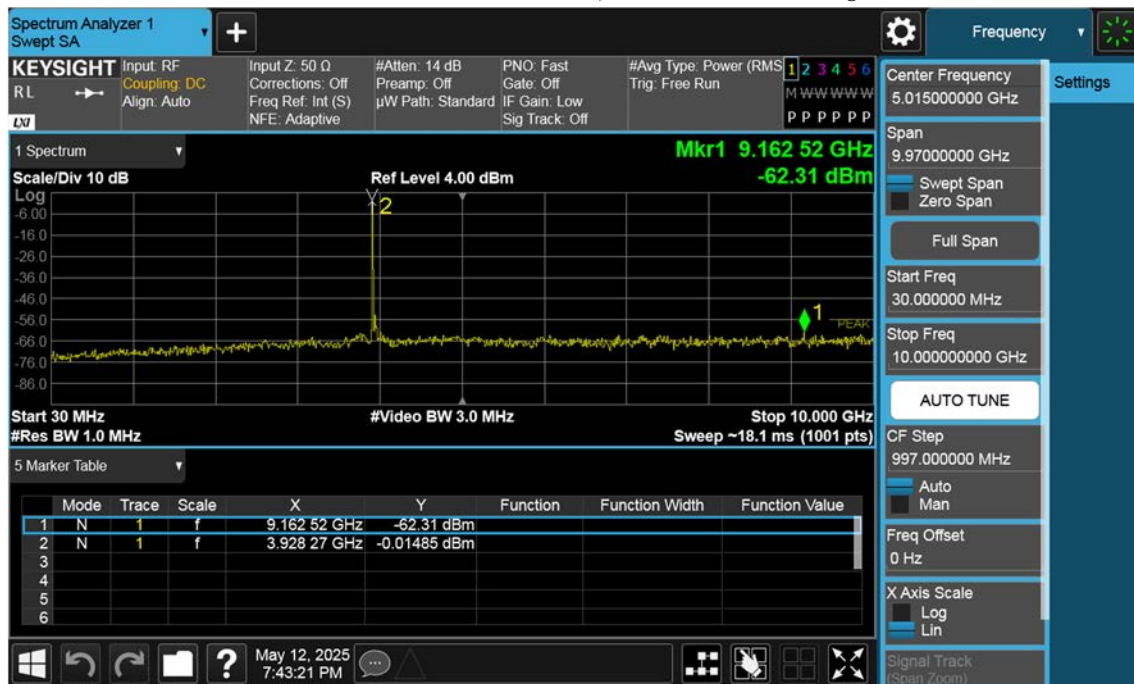 Spectrum Analyzer 1
Swept SA
Frequency
KEYSIGHT
RL
LXI
Input: RF
Coupling: DC
Align: Auto
Input Z: 50 Ω
Corrections: Off
Freq Ref: Int (S)
NFE: Adaptive
#Atten: 14 dB
Preamp: Off
µW Path: Standard
PNO: Fast
Gate: Off
IF Gain: Low
Sig Track: Off
#Avg Type: Power (RMS
Trig: Free Run
1 2 3 4 5 6
M W W W W W
P P P P P P
1 Spectrum
Mkr1 9.162 52 GHz
Scale/Div 10 dB
Ref Level 4.00 dBm
-62.31 dBm
Log
-6.00
-16.0
-26.0
-36.0
-46.0
-56.0
-66.0
-76.0
-86.0
2
1
PEAK
Start 30 MHz
#Video BW 3.0 MHz
Stop 10.000 GHz
#Res BW 1.0 MHz
Sweep ~18.1 ms (1001 pts)
5 Marker Table
Mode Trace Scale X Y Function Function Width Function Value
1 N 1 f 9.162 52 GHz -62.31 dBm
2 N 1 f 3.928 27 GHz -0.01485 dBm
3
4
5
6
Center Frequency
5.015000000 GHz
Span
9.97000000 GHz
Swept Span
Zero Span
Full Span
Start Freq
30.000000 MHz
Stop Freq
10.000000000 GHz
AUTO TUNE
CF Step
997.000000 MHz
Auto
Man
Freq Offset
0 Hz
X Axis Scale
Log
Lin
Signal Track
(Span Zoom)
Settings
?
May 12, 2025
7:43:21 PM